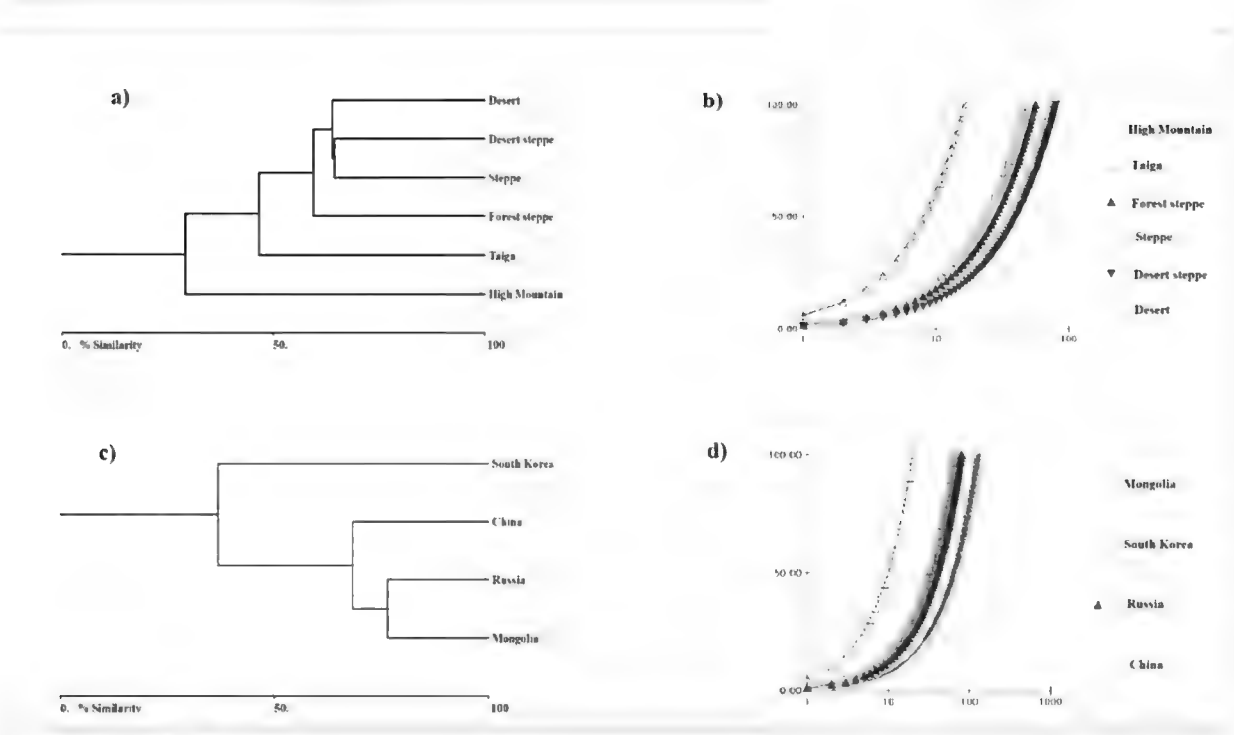 a)
Desert
Desert steppe
Steppe
Forest steppe
Taiga
High Mountain
0. % Similarity 50. 100
b)
100.00
50.00
0.00
1 10 100
High Mountain
Taiga
Forest steppe
Steppe
Desert steppe
Desert
c)
South Korea
China
Russia
Mongolia
0. % Similarity 50. 100
d)
100.00
50.00
0.00
1 10 100 1000
Mongolia
South Korea
Russia
China